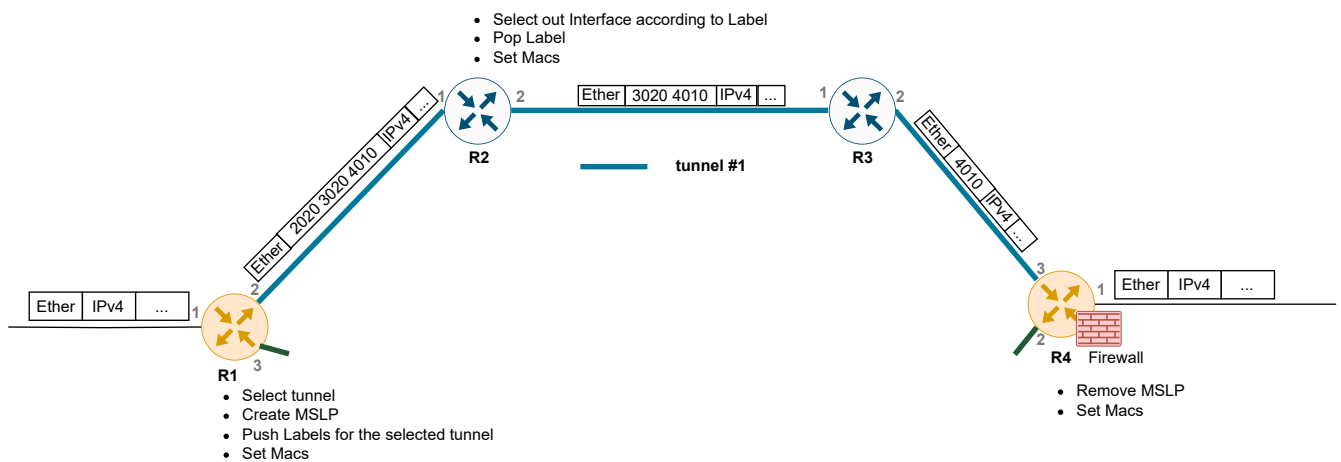 Select out Interface according to Label
Pop Label
Set Macs
Ether 2020 3020 4010 IPv4 ...
1
R2
2
Ether 3020 4010 IPv4 ...
1
R3
2
tunnel #1
Ether 4010 IPv4 ...
Ether IPv4 ...
1
2
3
R1
Select tunnel
Create MSLP
Push Labels for the selected tunnel
Set Macs
3
1
2
R4
Firewall
Ether IPv4 ...
Remove MSLP
Set Macs